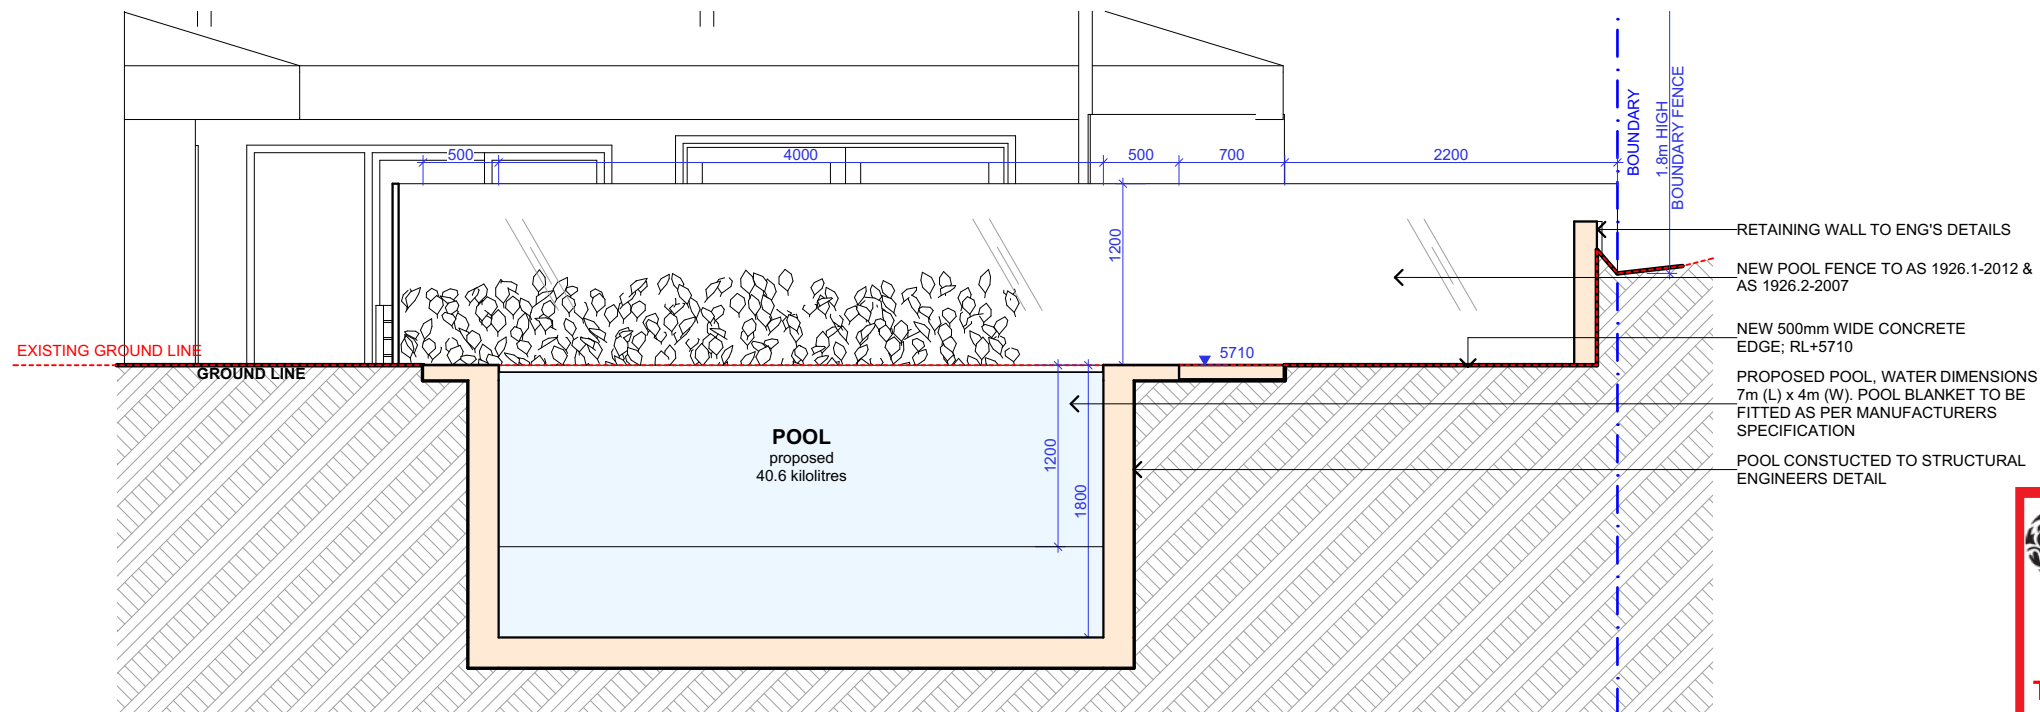 500
4000
500
700
2200
BOUNDARY
1.8m HIGH
BOUNDARY FENCE
1200
RETAINING WALL TO ENG'S DETAILS
NEW POOL FENCE TO AS 1926.1-2012 &
AS 1926.2-2007
NEW 500mm WIDE CONCRETE
EDGE; RL+5710
EXISTING GROUND LINE
GROUND LINE
5710
PROPOSED POOL, WATER DIMENSIONS
7m (L) x 4m (W). POOL BLANKET TO BE
FITTED AS PER MANUFACTURERS
SPECIFICATION
POOL
proposed
40.6 kilolitres
1200
1800
POOL CONSTUCTED TO STRUCTURAL
ENGINEERS DETAIL